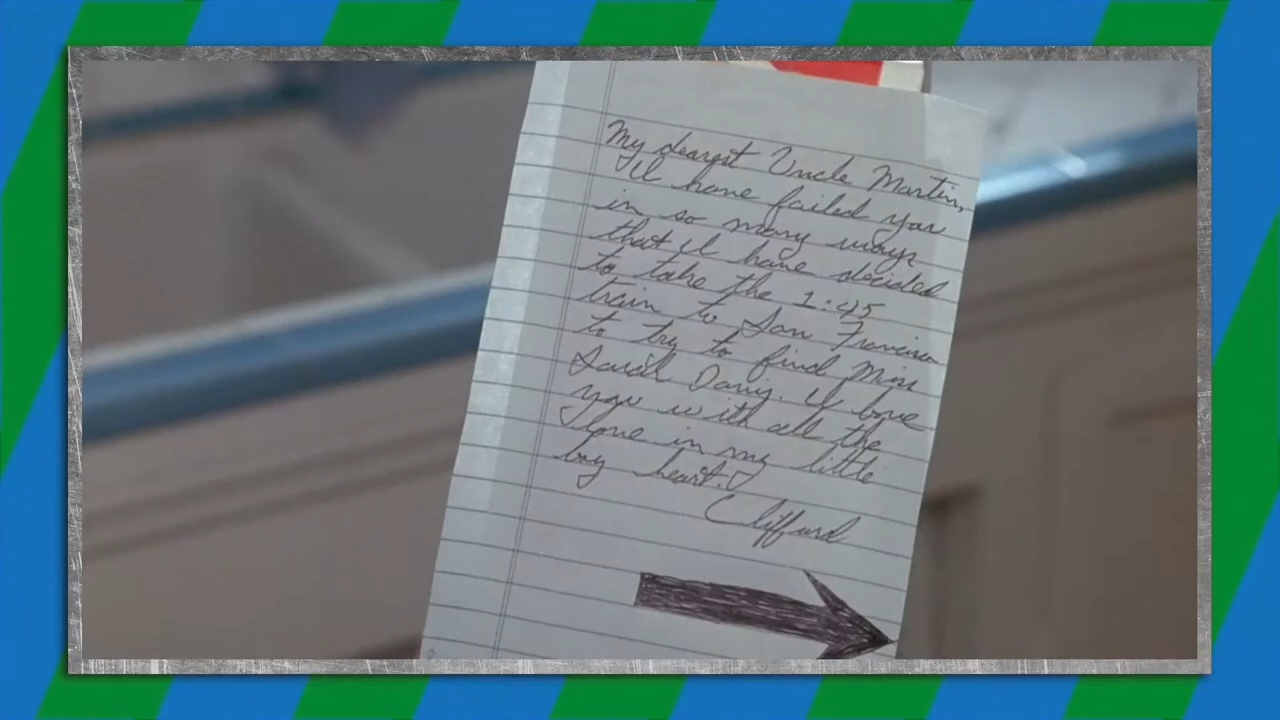 My dearest Uncle Martin,
I have failed you
in so many ways
that I have decided
to take the 1:45
train to San Francisco
to try to find Miss
Sarah Davis. I love
you with all the
love in my little
boy heart.
Clifford